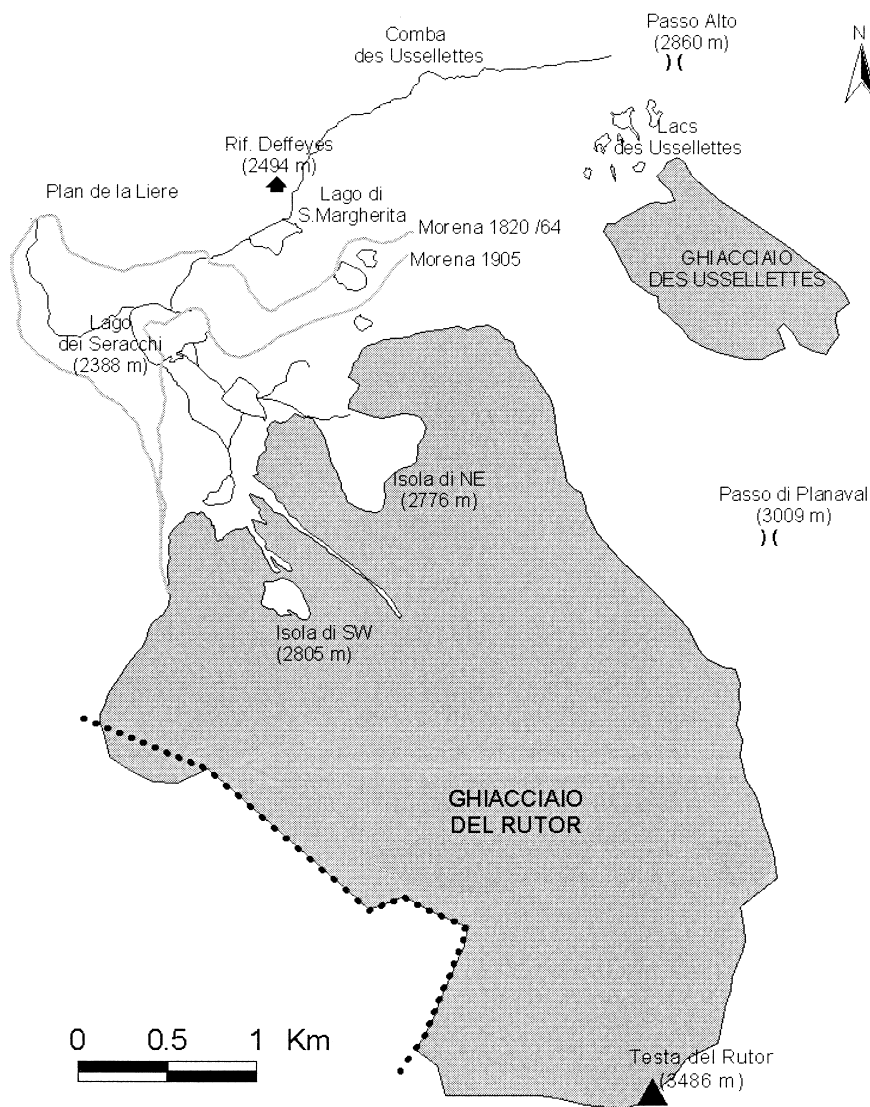 Passo Alto
(2860 m)
N
Comba
des Ussellettes
Lacs
des Ussellettes
Rif. Deffeyes
(2494 m)
Plan de la Liere
Lago di
S.Margherita
Morena 1820 /64
Morena 1905
GHIACCIAIO
DES USSELLETTES
Lago
dei Seracchi
(2388 m)
Isola di NE
(2776 m)
Passo di Planaval
(3009 m)
Isola di SW
(2805 m)
GHIACCIAIO
DEL RUTOR
0 0.5 1 Km
Testa del Rutor
(3486 m)